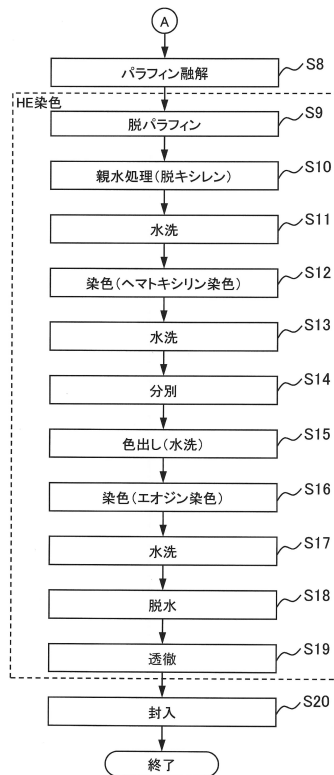 A
パラフィン融解 S8
HE染色
脱パラフィン S9
親水処理(脱キシレン) S10
水洗 S11
染色(ヘマトキシリン染色) S12
水洗 S13
分別 S14
色出し(水洗) S15
染色(エオジン染色) S16
水洗 S17
脱水 S18
透徹 S19
封入 S20
終了